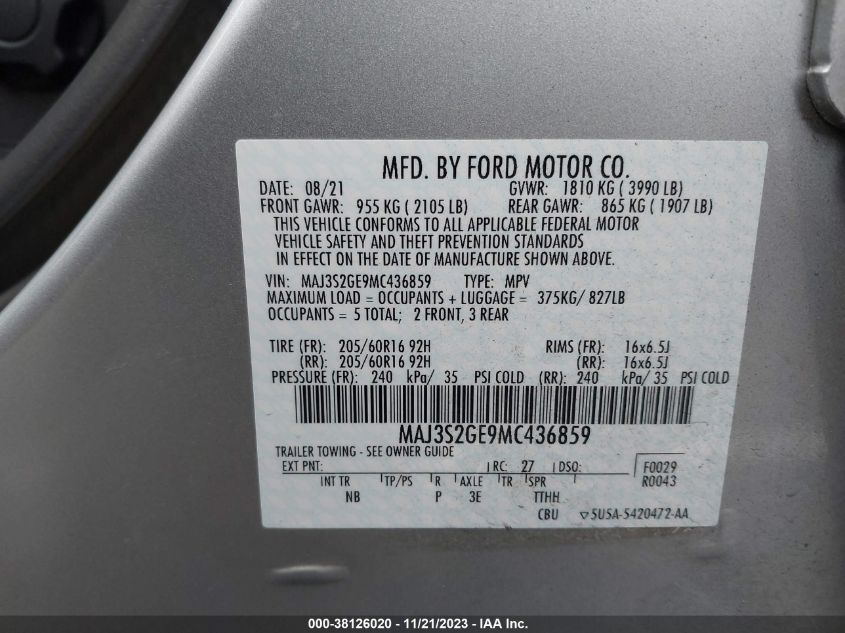 MFD. BY FORD MOTOR CO.
DATE: 08/21 GVWR: 1810 KG ( 3990 LB)
FRONT GAWR: 955 KG ( 2105 LB) REAR GAWR: 865 KG ( 1907 LB)
THIS VEHICLE CONFORMS TO ALL APPLICABLE FEDERAL MOTOR
VEHICLE SAFETY AND THEFT PREVENTION STANDARDS
IN EFFECT ON THE DATE OF MANUFACTURE SHOWN ABOVE.
VIN: MAJ3S2GE9MC436859 TYPE: MPV
MAXIMUM LOAD = OCCUPANTS + LUGGAGE = 375KG/ 827LB
OCCUPANTS = 5 TOTAL; 2 FRONT, 3 REAR
TIRE (FR): 205/60R16 92H RIMS (FR): 16x6.5J
(RR): 205/60R16 92H (RR): 16x6.5J
PRESSURE (FR): 240 kPa/ 35 PSI COLD (RR): 240 kPa/ 35 PSI COLD
MAJ3S2GE9MC436859
TRAILER TOWING - SEE OWNER GUIDE
EXT PNT: RC: 27 DSO: F0029
R0043
INT TR TP/PS R AXLE TR SPR
NB P 3E TTHH
CBU ▽5U5A-5420472-AA
000-38126020 - 11/21/2023 - IAA Inc.